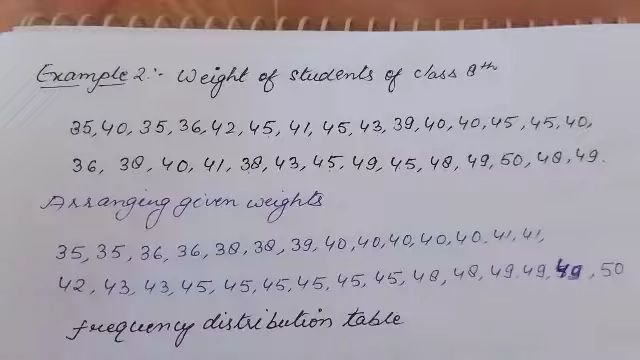 Example 2:- Weight of students of class 8th
35, 40, 35, 36, 42, 45, 41, 45, 43, 39, 40, 40, 45, 45, 40,
36, 38, 40, 41, 38, 43, 45, 49, 45, 48, 49, 50, 48, 49.
Arranging given weights
35, 35, 36, 36, 38, 38, 39, 40, 40, 40, 40, 40, 41, 41,
42, 43, 43, 45, 45, 45, 45, 45, 45, 48, 48, 49, 49, 49, 50
frequency distribution table